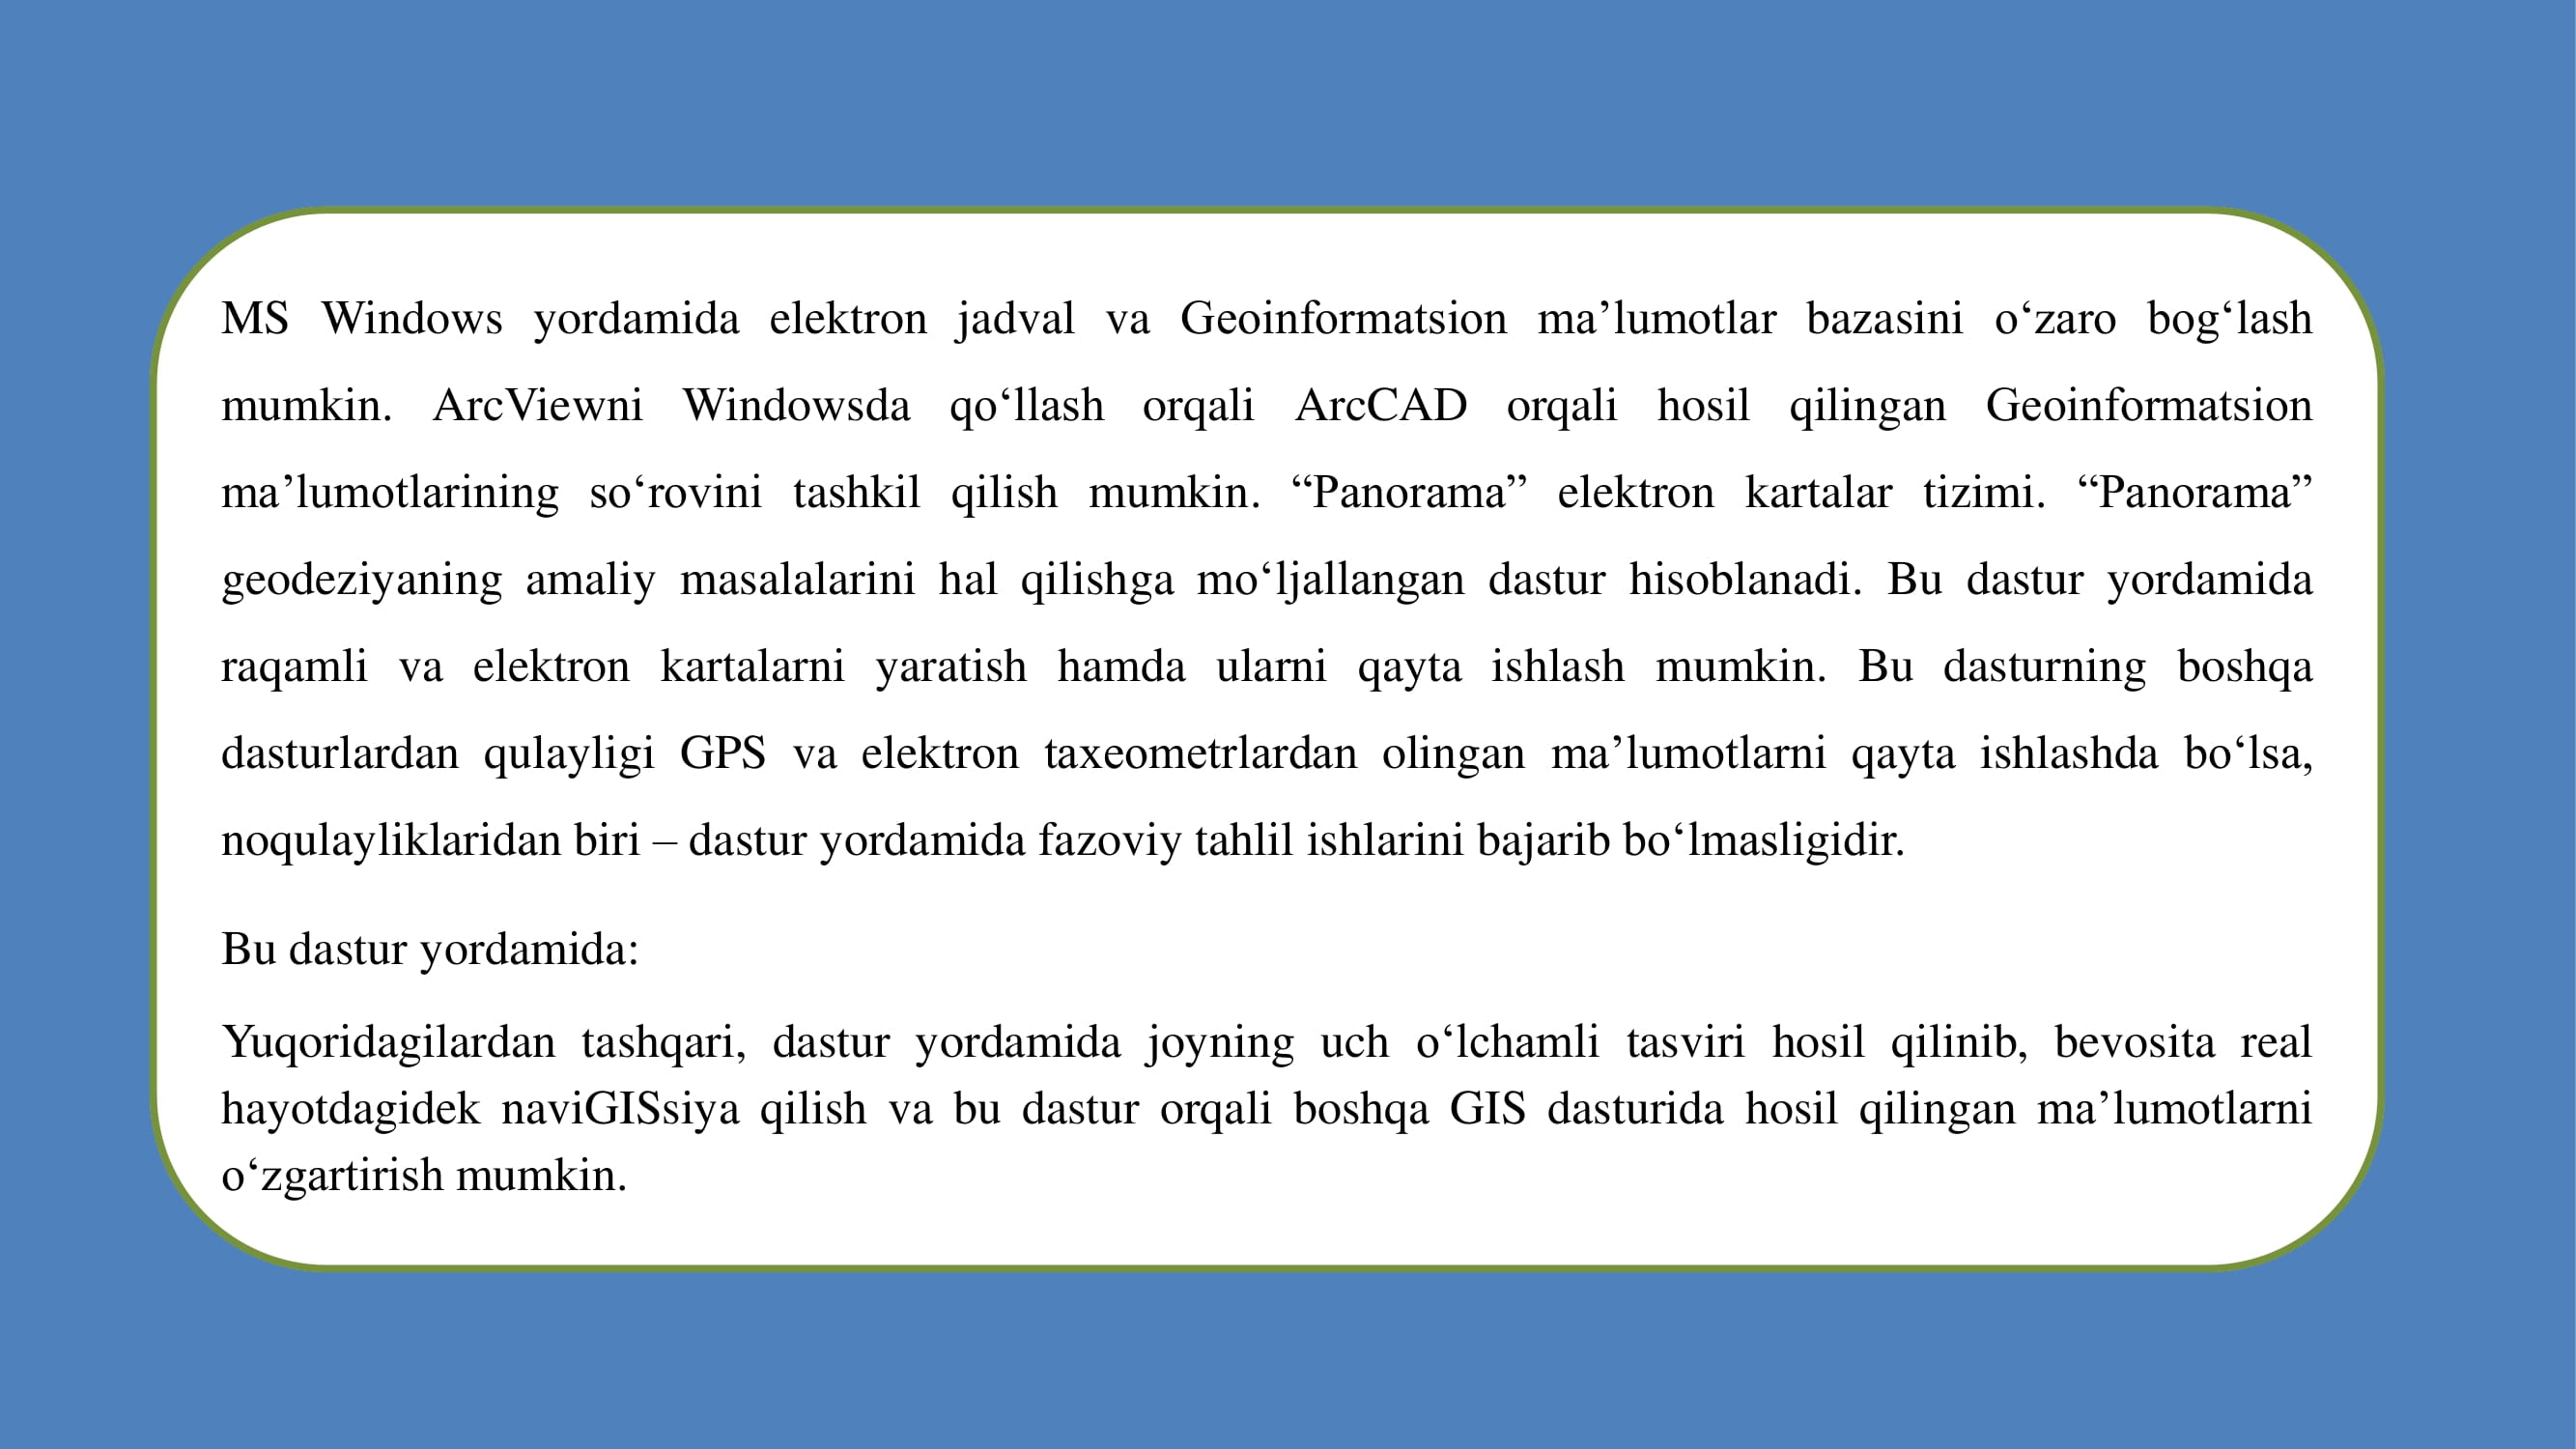 MS Windows yordamida elektron jadval va Geoinformatsion ma’lumotlar bazasini o‘zaro bog‘lash
mumkin. ArcViewni Windowsda qo‘llash orqali ArcCAD orqali hosil qilingan Geoinformatsion
ma’lumotlarining so‘rovini tashkil qilish mumkin. “Panorama” elektron kartalar tizimi. “Panorama”
geodeziyaning amaliy masalalarini hal qilishga mo‘ljallangan dastur hisoblanadi. Bu dastur yordamida
raqamli va elektron kartalarni yaratish hamda ularni qayta ishlash mumkin. Bu dasturning boshqa
dasturlardan qulayligi GPS va elektron taxeometrlardan olingan ma’lumotlarni qayta ishlashda bo‘lsa,
noqulayliklaridan biri – dastur yordamida fazoviy tahlil ishlarini bajarib bo‘lmasligidir.
Bu dastur yordamida:
Yuqoridagilardan tashqari, dastur yordamida joyning uch o‘lchamli tasviri hosil qilinib, bevosita real
hayotdagidek naviGISsiya qilish va bu dastur orqali boshqa GIS dasturida hosil qilingan ma’lumotlarni
o‘zgartirish mumkin.